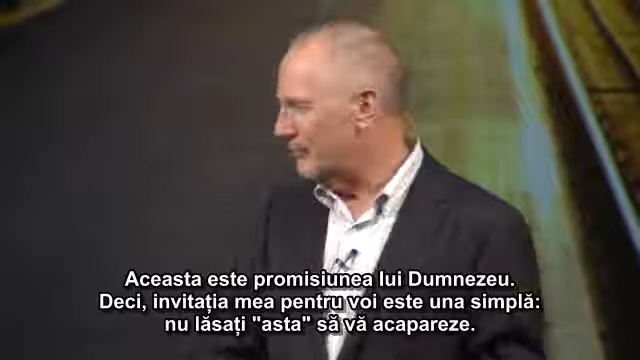 Aceasta este promisiunea lui Dumnezeu.
Deci, invitația mea pentru voi este una simplă:
nu lăsați "asta" să vă acapareze.